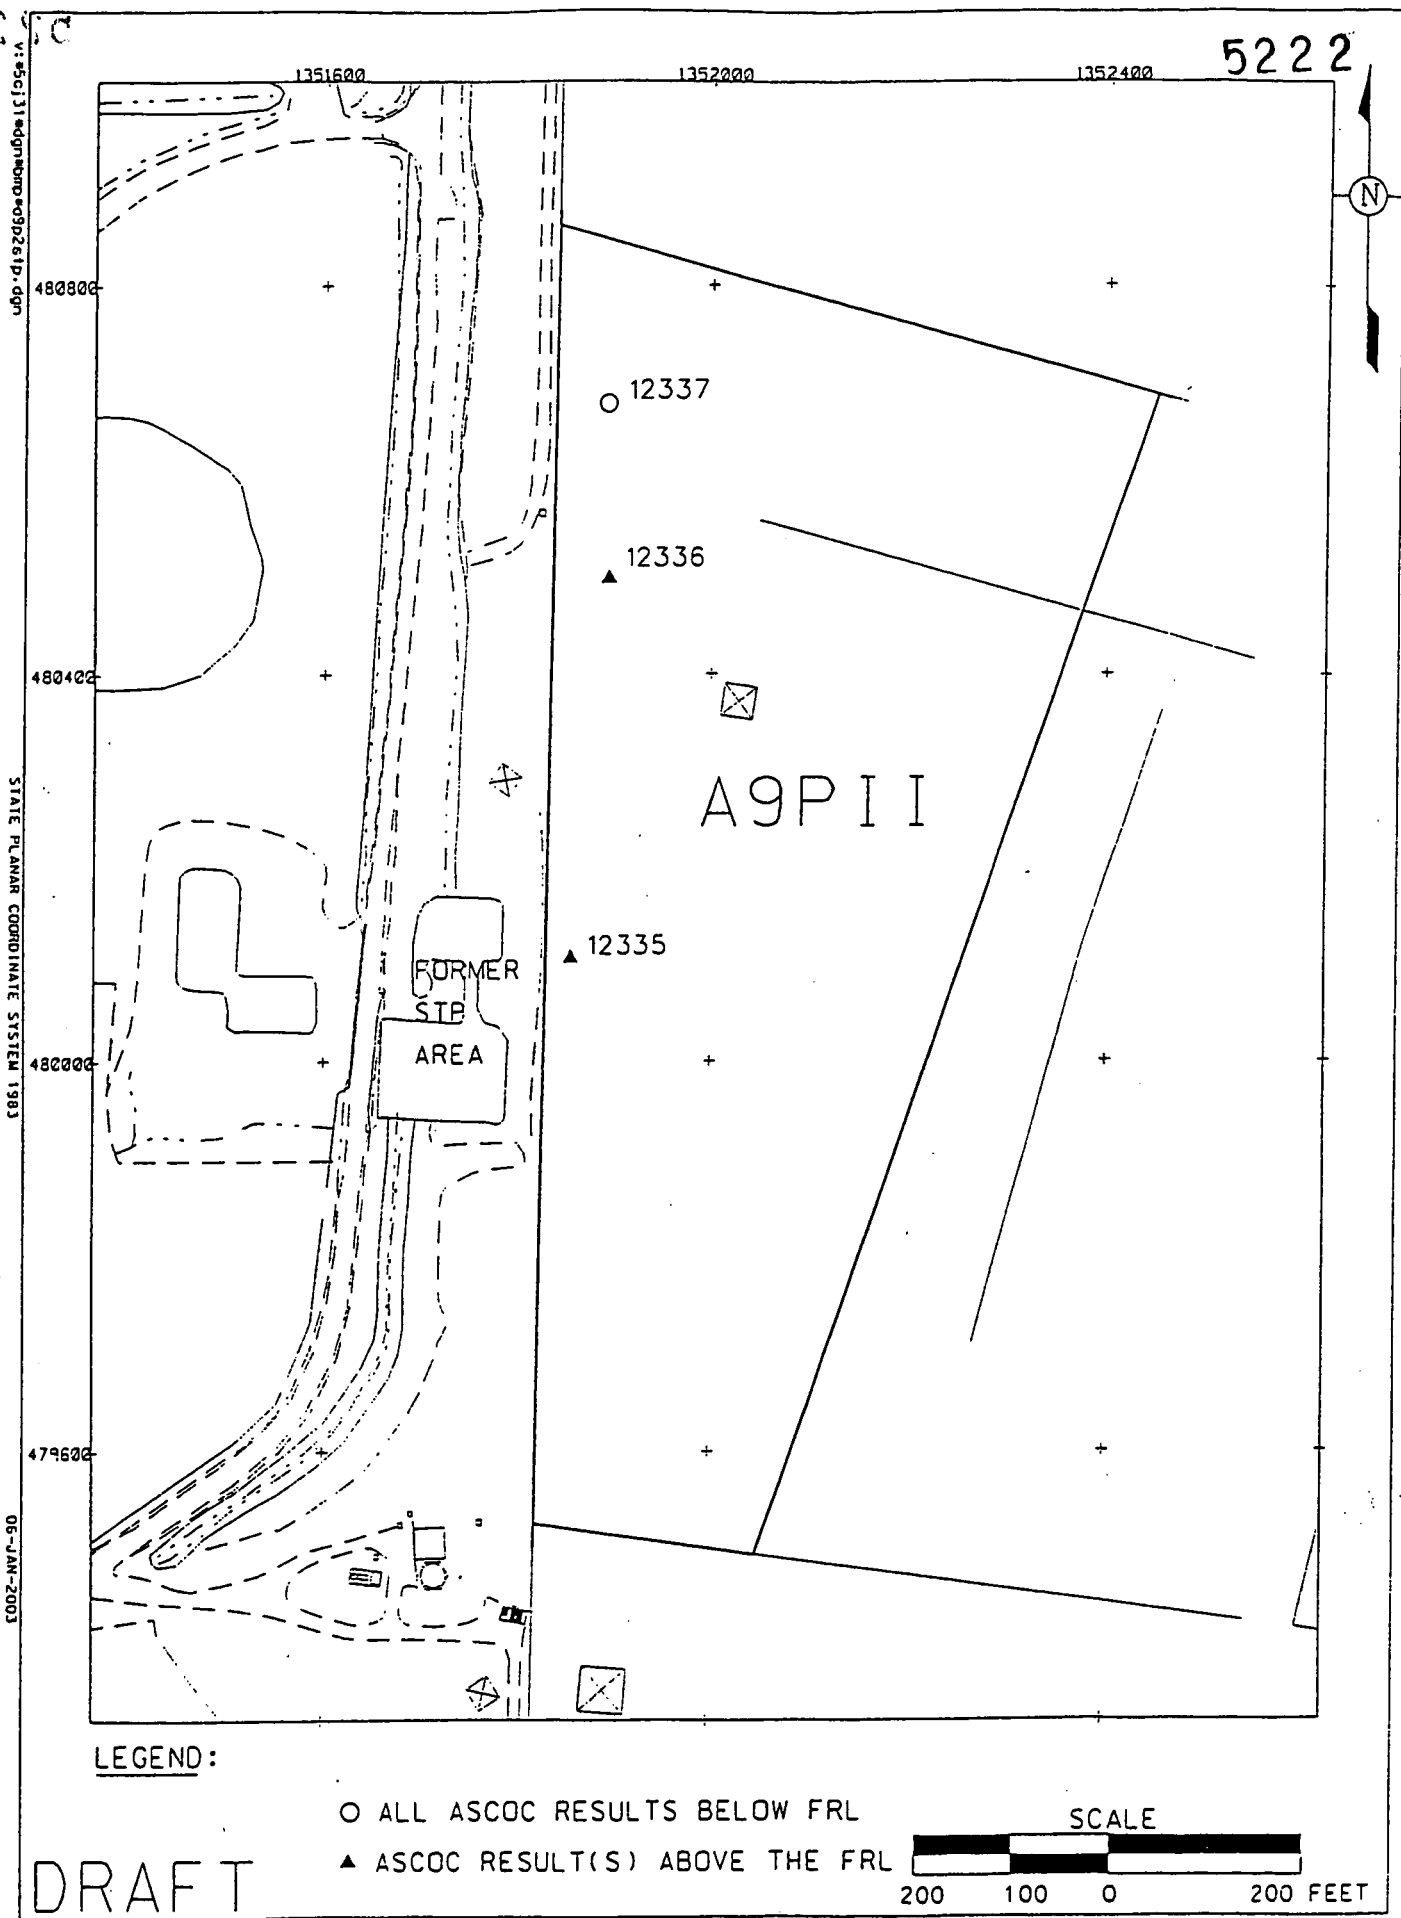 5222
1351600 1352000 1352400
N
480800
12337
12336
480400
A9PII
12335
FORMER
STP
AREA
480000
479600
STATE PLANAR COORDINATE SYSTEM 1983
06-JAN-2003
LEGEND:
○ ALL ASCOC RESULTS BELOW FRL
▲ ASCOC RESULT(S) ABOVE THE FRL
SCALE
200 100 0 200 FEET
DRAFT